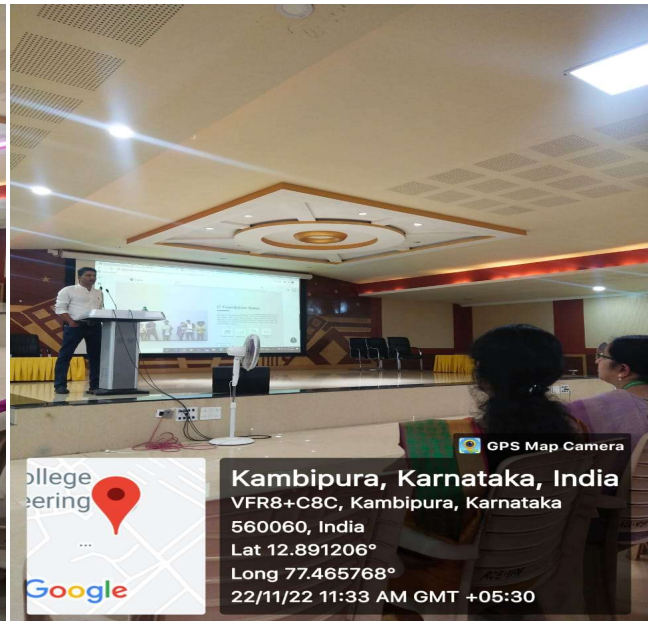 GPS Map Camera
ollege
eering
...
Google
Kambipura, Karnataka, India
VFR8+C8C, Kambipura, Karnataka
560060, India
Lat 12.891206°
Long 77.465768°
22/11/22 11:33 AM GMT +05:30